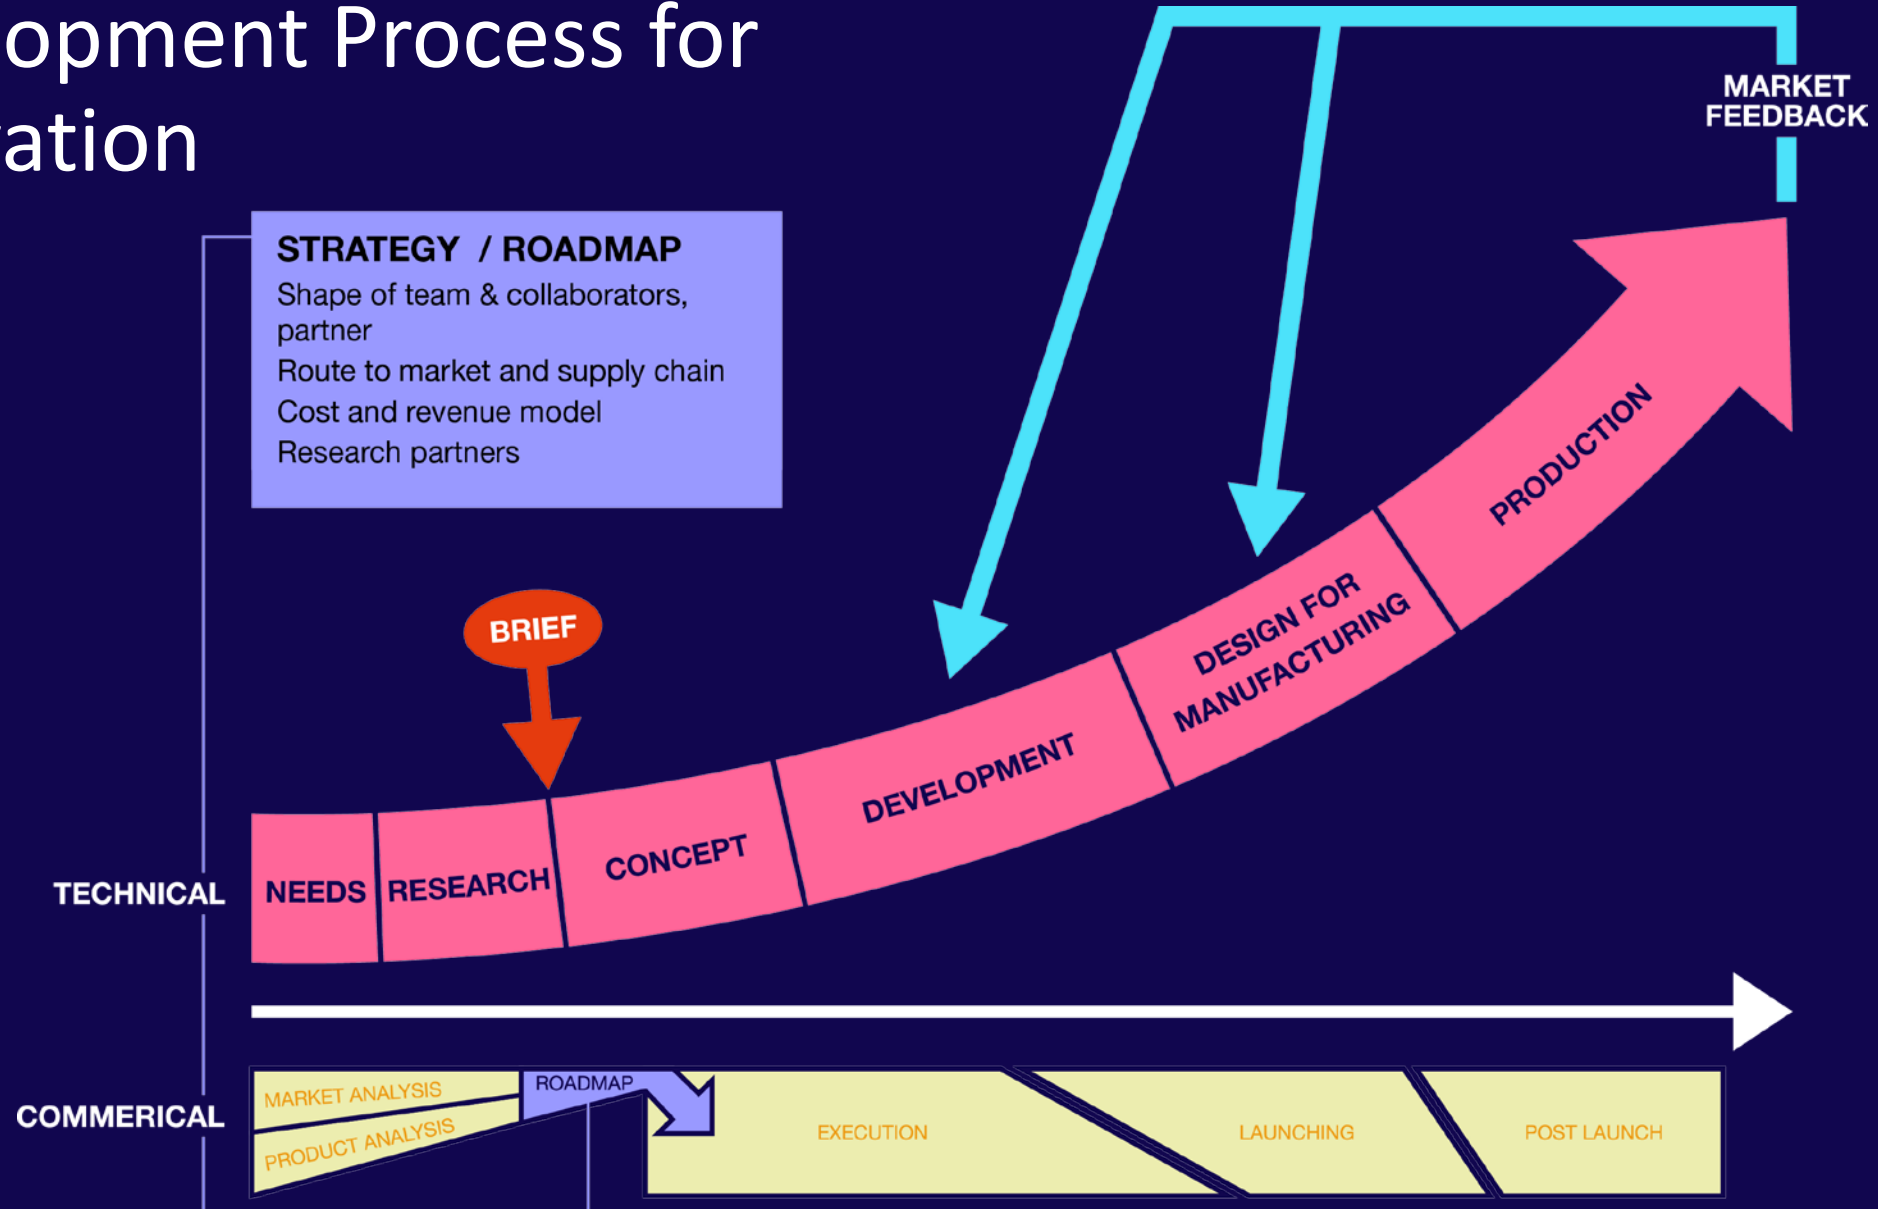 opment Process for
ation
MARKET
FEEDBACK
STRATEGY / ROADMAP
Shape of team & collaborators,
partner
Route to market and supply chain
Cost and revenue model
Research partners
BRIEF
PRODUCTION
DESIGN FOR
MANUFACTURING
DEVELOPMENT
CONCEPT
RESEARCH
NEEDS
TECHNICAL
COMMERICAL
MARKET ANALYSIS
PRODUCT ANALYSIS
ROADMAP
EXECUTION
LAUNCHING
POST LAUNCH